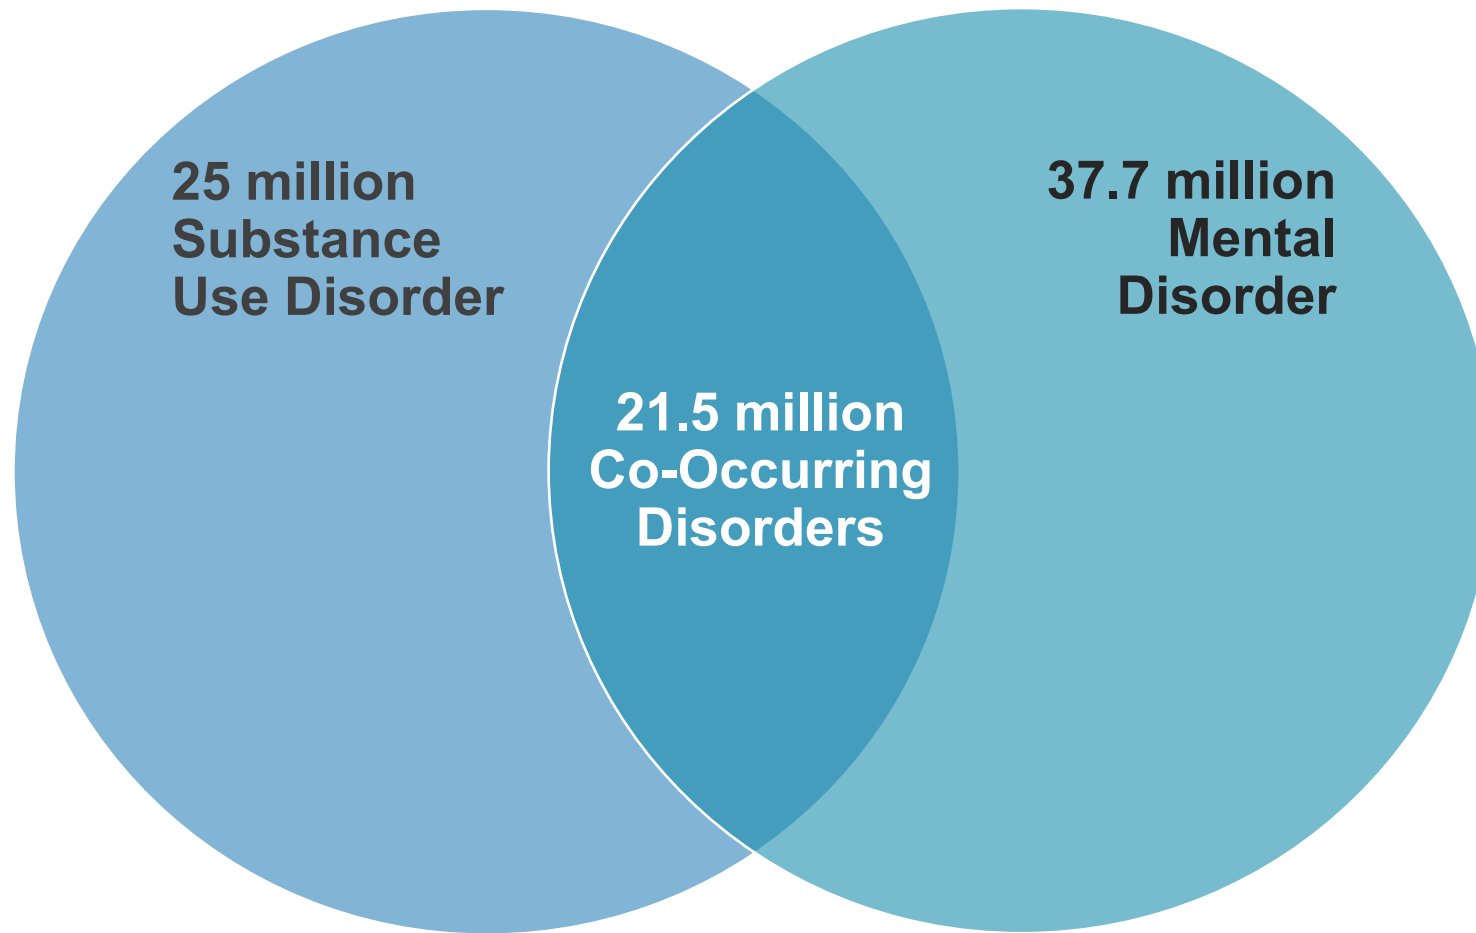 25 million
Substance
Use Disorder
37.7 million
Mental
Disorder
21.5 million
Co-Occurring
Disorders